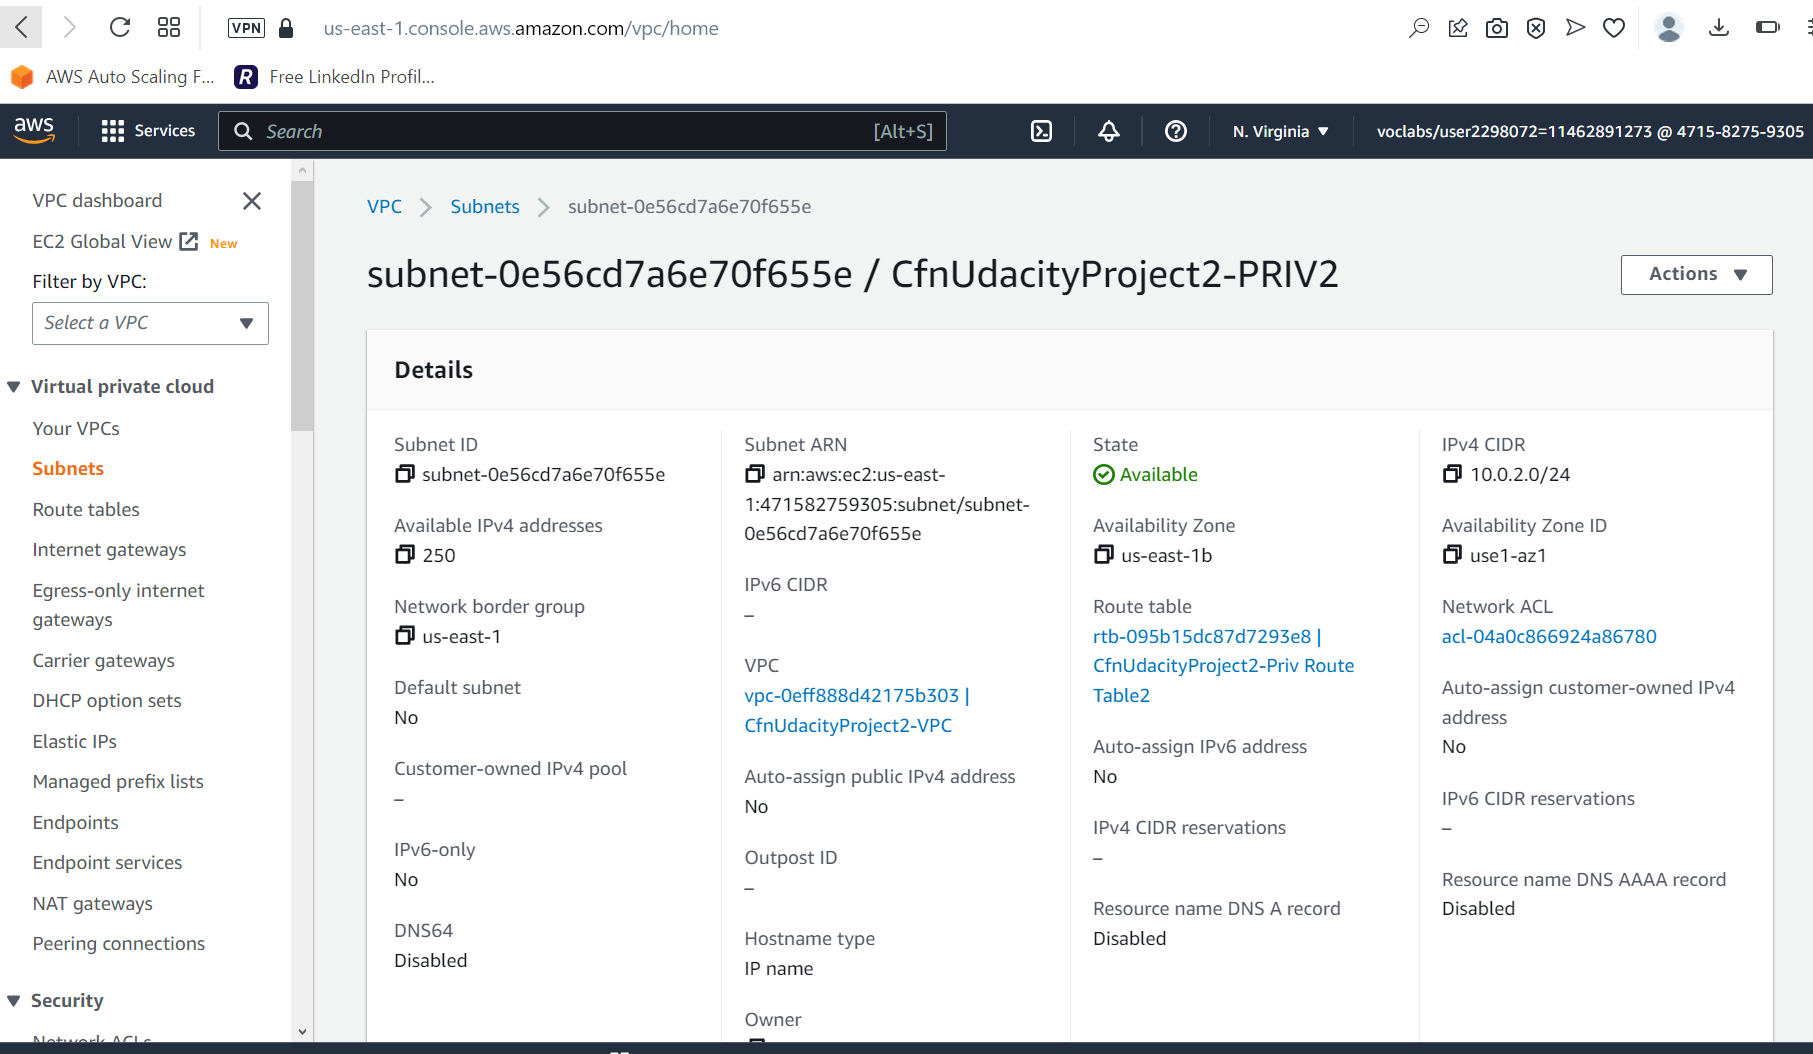 VPN us-east-1.console.aws.amazon.com/vpc/home
AWS Auto Scaling F... R Free LinkedIn Profil...
aws Services Search [Alt+S] N. Virginia voclabs/user2298072=11462891273 @ 4715-8275-9305
VPC dashboard
EC2 Global View New
Filter by VPC:
Select a VPC
Virtual private cloud
Your VPCs
Subnets
Route tables
Internet gateways
Egress-only internet
gateways
Carrier gateways
DHCP option sets
Elastic IPs
Managed prefix lists
Endpoints
Endpoint services
NAT gateways
Peering connections
Security
Network ACLs
VPC Subnets subnet-0e56cd7a6e70f655e
subnet-0e56cd7a6e70f655e / CfnUdacityProject2-PRIV2
Actions
Details
Subnet ID
subnet-0e56cd7a6e70f655e
Available IPv4 addresses
250
Network border group
us-east-1
Default subnet
No
Customer-owned IPv4 pool
–
IPv6-only
No
DNS64
Disabled
Subnet ARN
arn:aws:ec2:us-east-
1:471582759305:subnet/subnet-
0e56cd7a6e70f655e
IPv6 CIDR
–
VPC
vpc-0eff888d42175b303 |
CfnUdacityProject2-VPC
Auto-assign public IPv4 address
No
Outpost ID
–
Hostname type
IP name
Owner
State
Available
Availability Zone
us-east-1b
Route table
rtb-095b15dc87d7293e8 |
CfnUdacityProject2-Priv Route
Table2
Auto-assign IPv6 address
No
IPv4 CIDR reservations
–
Resource name DNS A record
Disabled
IPv4 CIDR
10.0.2.0/24
Availability Zone ID
use1-az1
Network ACL
acl-04a0c866924a86780
Auto-assign customer-owned IPv4
address
No
IPv6 CIDR reservations
–
Resource name DNS AAAA record
Disabled